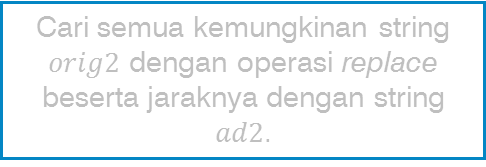 Cari semua kemungkinan string
orig2 dengan operasi replace
beserta jaraknya dengan string
ad2.